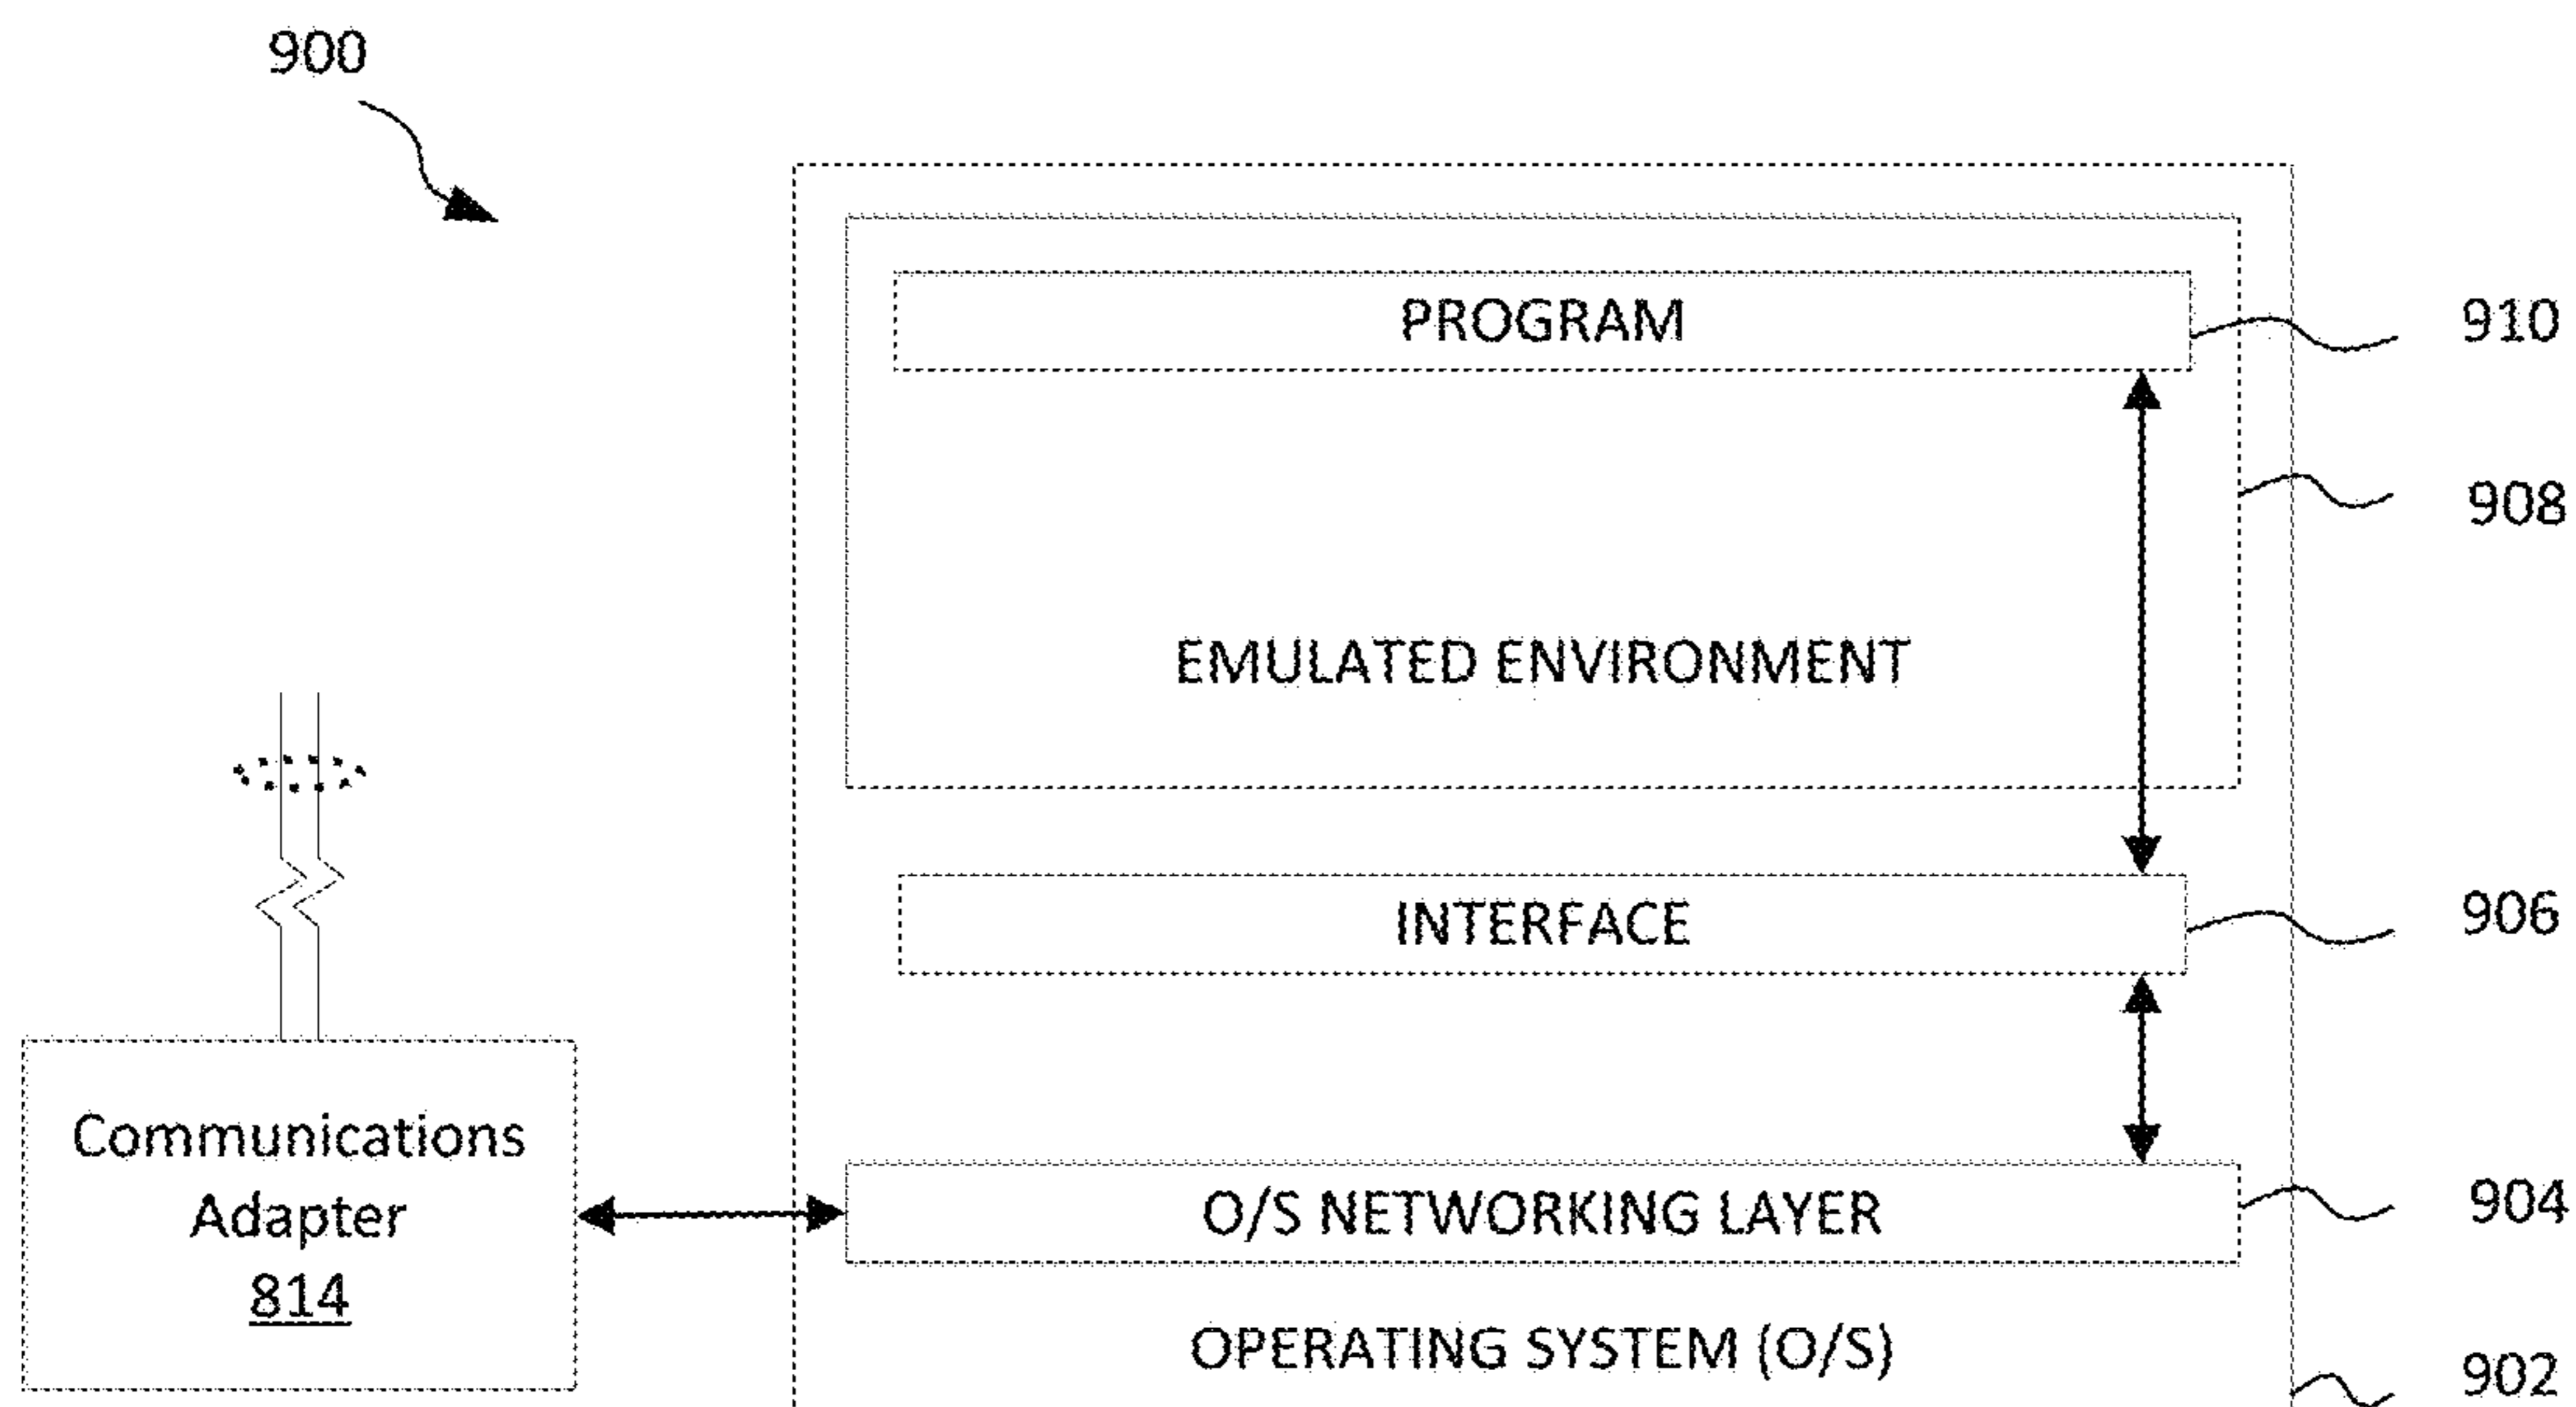 900
PROGRAM
910
908
EMULATED ENVIRONMENT
INTERFACE
906
Communications
Adapter
814
O/S NETWORKING LAYER
904
OPERATING SYSTEM (O/S)
902